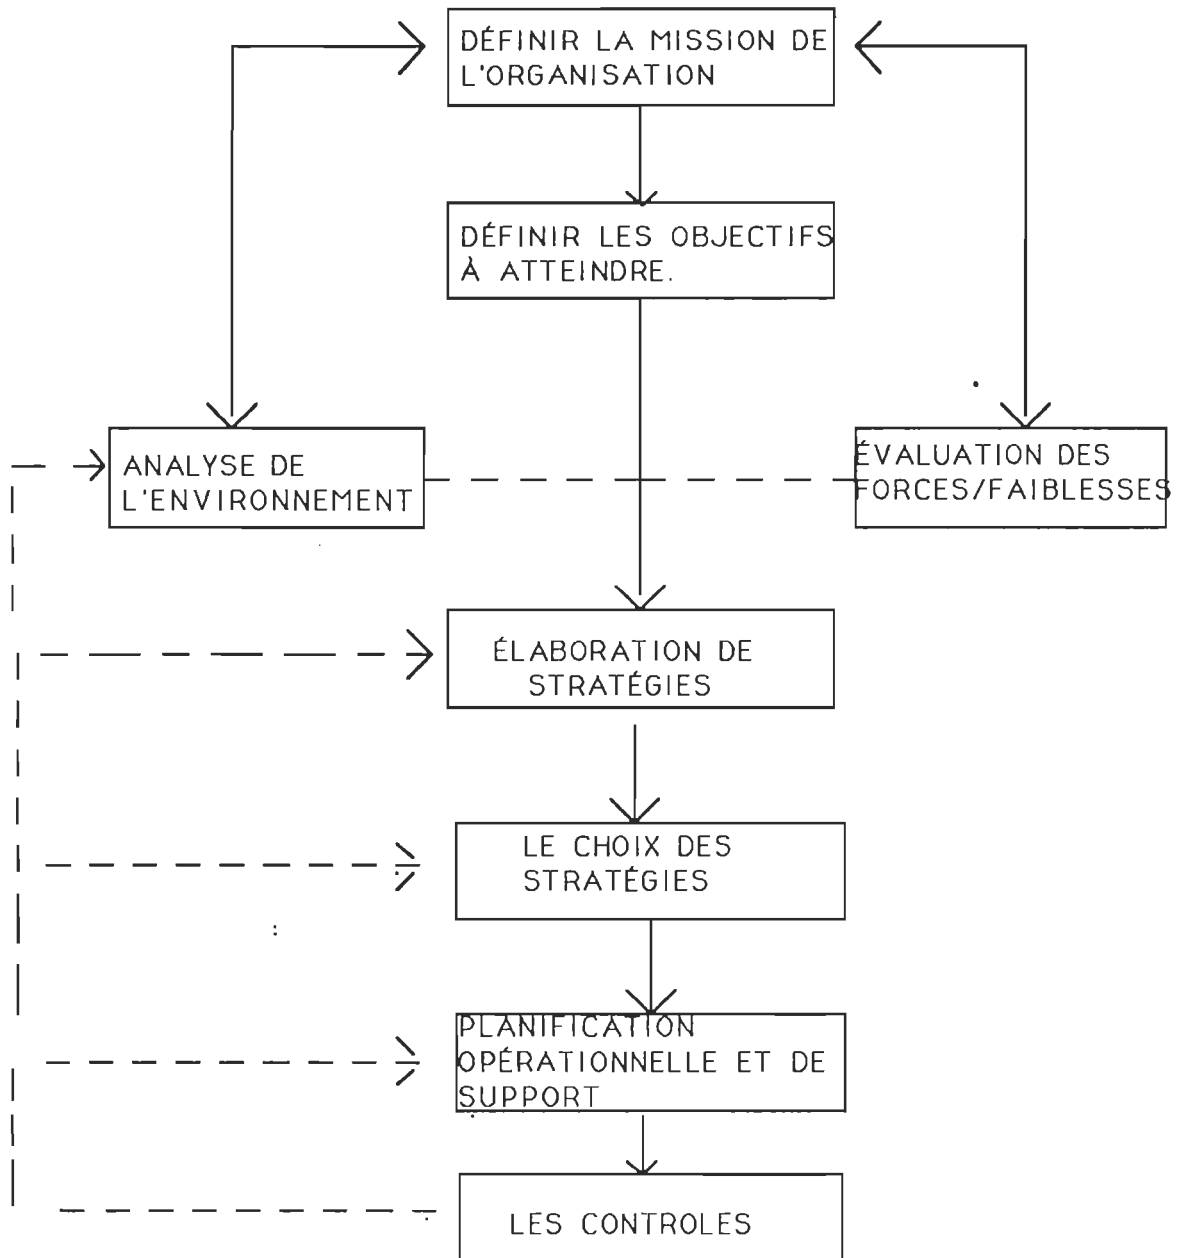 DÉFINIR LA MISSION DE
L'ORGANISATION
DÉFINIR LES OBJECTIFS
À ATTEINDRE.
ANALYSE DE
L'ENVIRONNEMENT
ÉVALUATION DES
FORCES/FAIBLESSES
ÉLABORATION DE
STRATÉGIES
LE CHOIX DES
STRATÉGIES
PLANIFICATION
OPÉRATIONNELLE ET DE
SUPPORT
LES CONTROLES